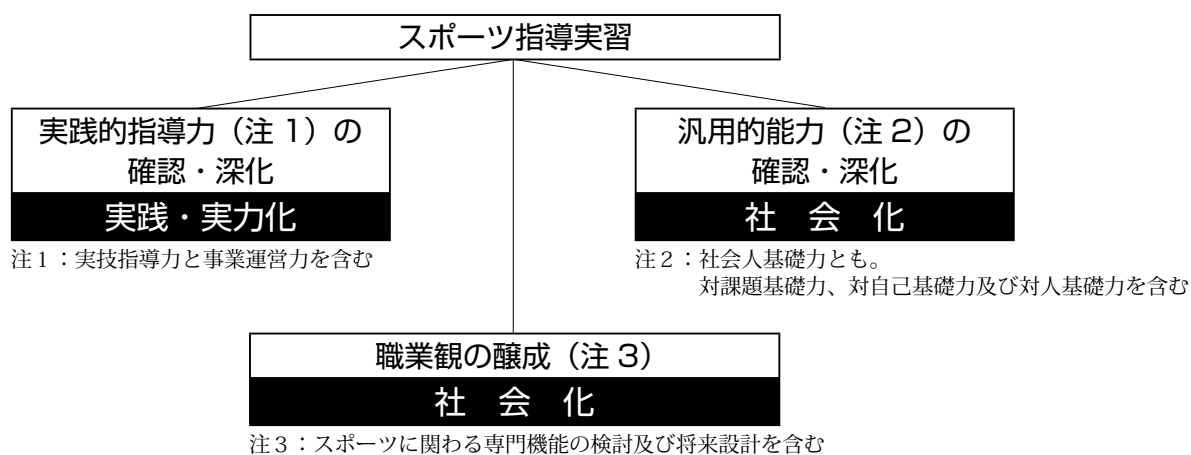 スポーツ指導実習
実践的指導力（注 1）の
確認・深化
実践・実力化
注１：実技指導力と事業運営力を含む
汎用的能力（注 2）の
確認・深化
社　会　化
注２：社会人基礎力とも。
対課題基礎力、対自己基礎力及び対人基礎力を含む
職業観の醸成（注 3）
社　会　化
注３：スポーツに関わる専門機能の検討及び将来設計を含む